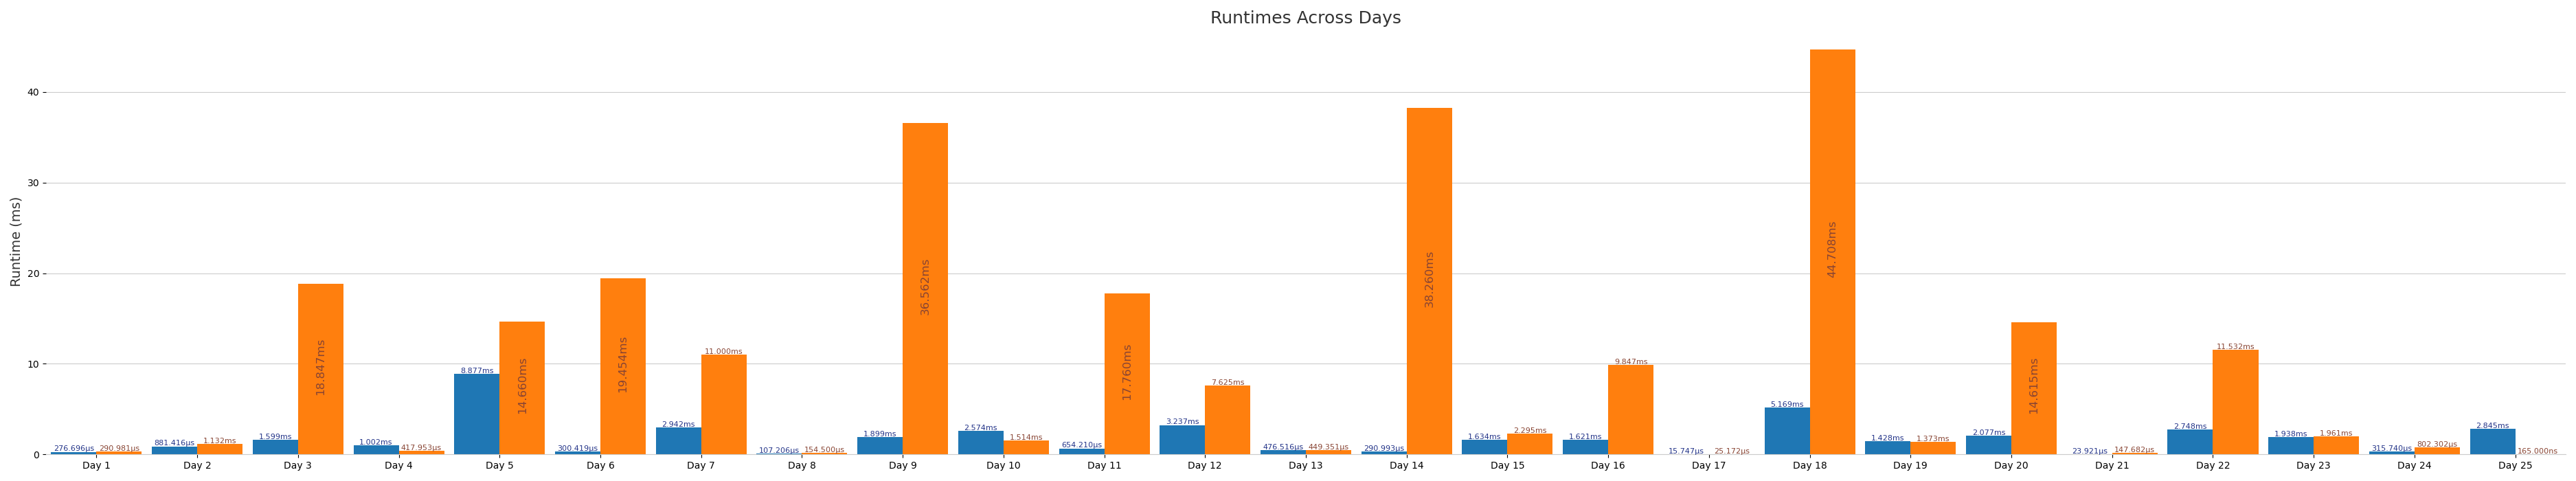 Runtimes Across Days
Runtime (ms)
40
30
20
10
0
276.696µs 290.981µs
881.416µs 1.132ms
1.599ms 18.847ms
1.002ms 417.953µs
8.877ms 14.660ms
300.419µs 19.454ms
2.942ms 11.000ms
107.206µs 154.500µs
1.899ms 36.562ms
2.574ms 1.514ms
654.210µs 17.760ms
3.237ms 7.625ms
476.516µs 449.351µs
290.993µs 38.260ms
1.634ms 2.295ms
1.621ms 9.847ms
15.747µs 25.172µs
5.169ms 44.708ms
1.428ms 1.373ms
2.077ms 14.615ms
23.921µs 147.682µs
2.748ms 11.532ms
1.938ms 1.961ms
315.740µs 802.302µs
2.845ms 165.000ns
Day 1 Day 2 Day 3 Day 4 Day 5 Day 6 Day 7 Day 8 Day 9 Day 10 Day 11 Day 12 Day 13 Day 14 Day 15 Day 16 Day 17 Day 18 Day 19 Day 20 Day 21 Day 22 Day 23 Day 24 Day 25